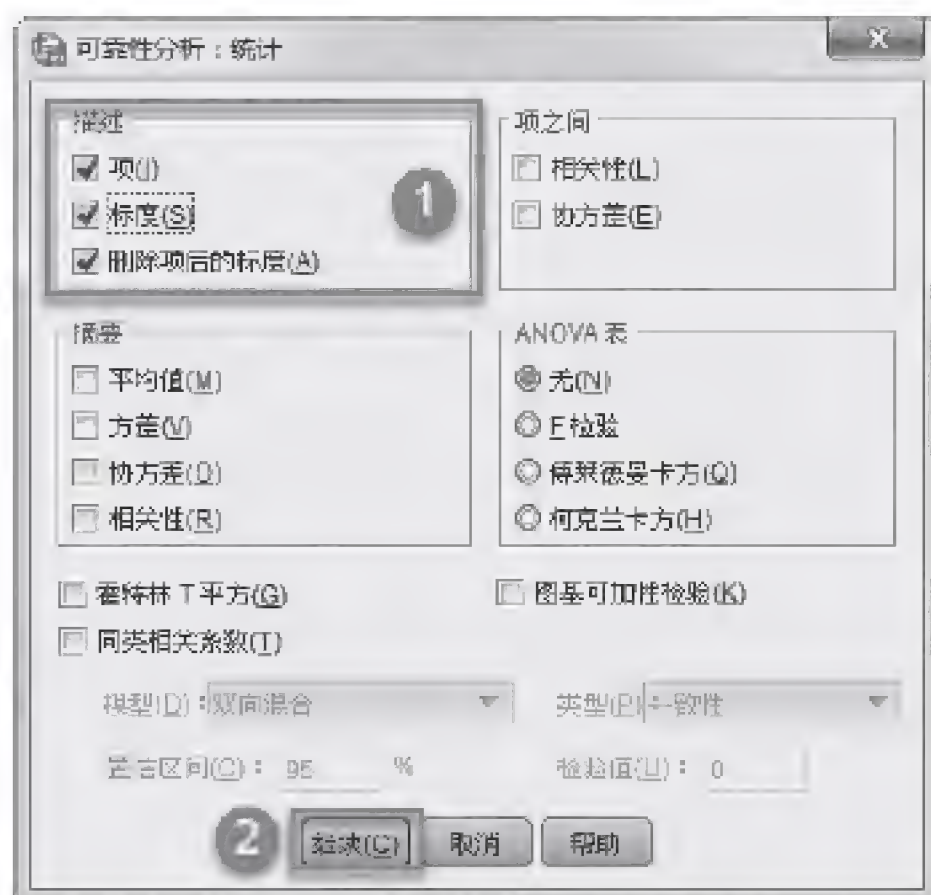 可靠性分析：统计
描述
项(I)
标度(S)
删除项后的标度(A)
1
项之间
相关性(L)
协方差(E)
摘要
平均值(M)
方差(V)
协方差(O)
相关性(R)
ANOVA 表
无(N)
F 检验
傅莱德曼卡方(Q)
柯克兰卡方(H)
霍特林 T 平方(G)
图基可加性检验(K)
同类相关系数(T)
模型(D)：双向混合
类型(P)：一致性
置信区间(C)：95 %
检验值(U)：0
2
继续(C) 取消 帮助